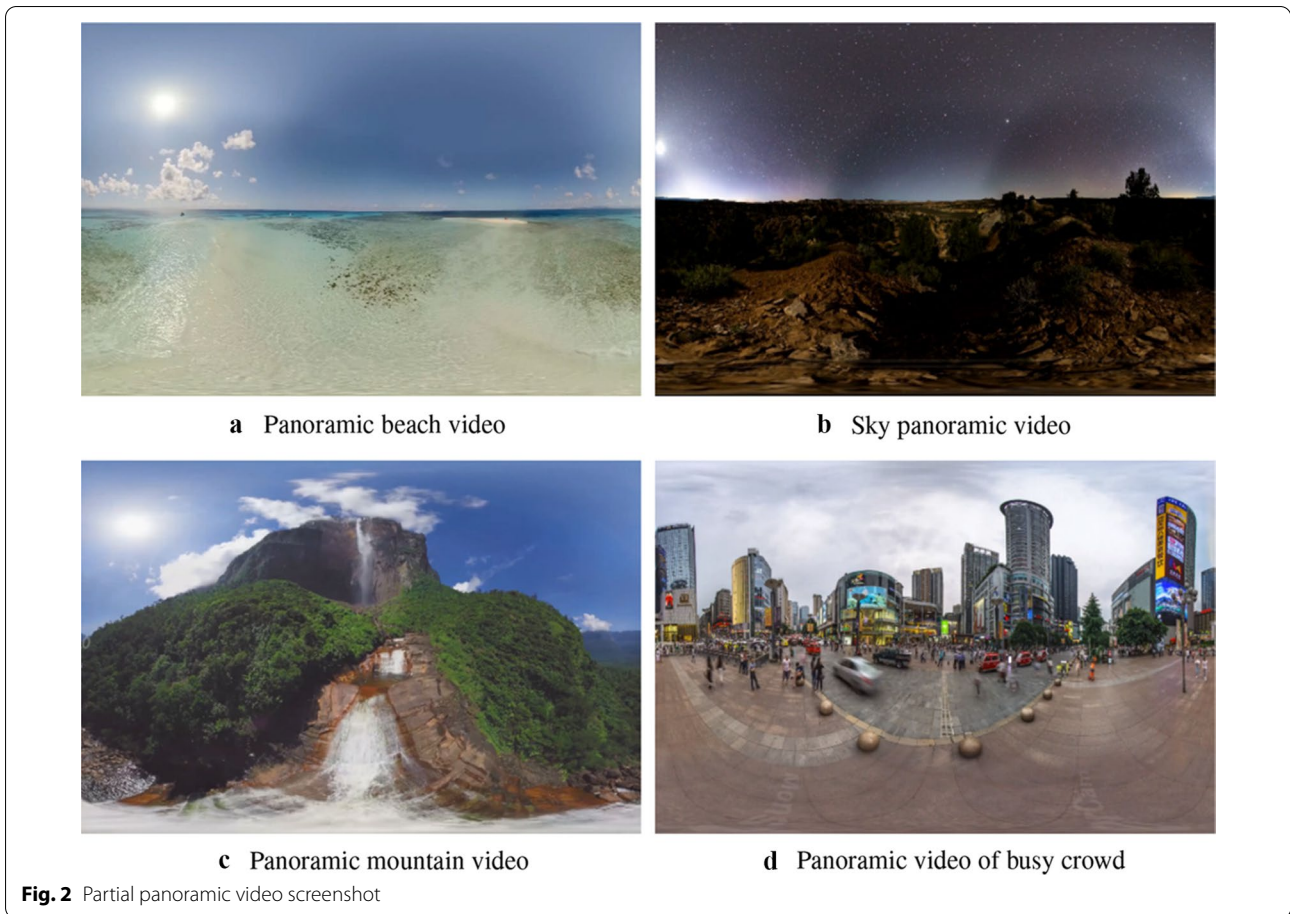 a Panoramic beach video
b Sky panoramic video
c Panoramic mountain video
d Panoramic video of busy crowd
Fig. 2 Partial panoramic video screenshot